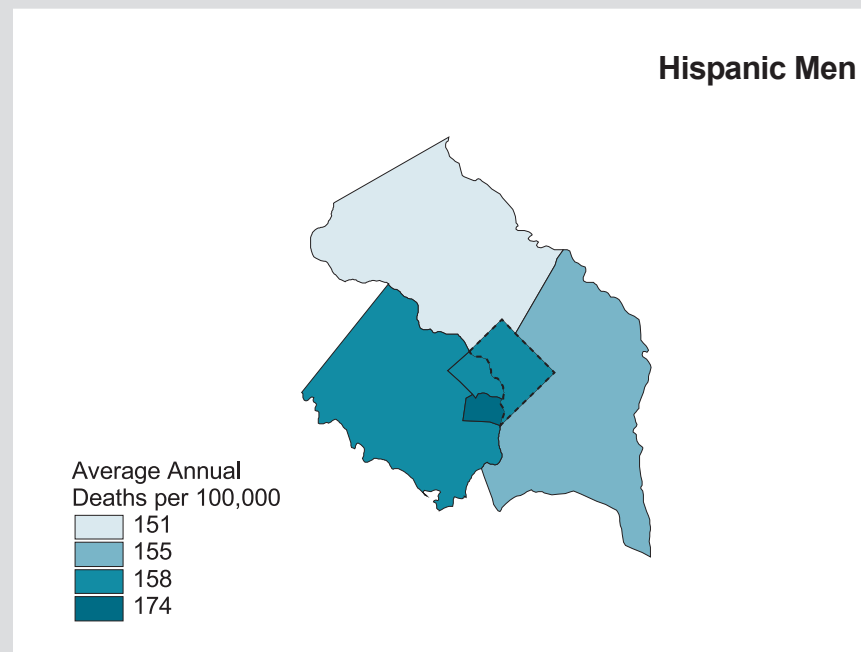 Hispanic Men
Average Annual
Deaths per 100,000
151
155
158
174